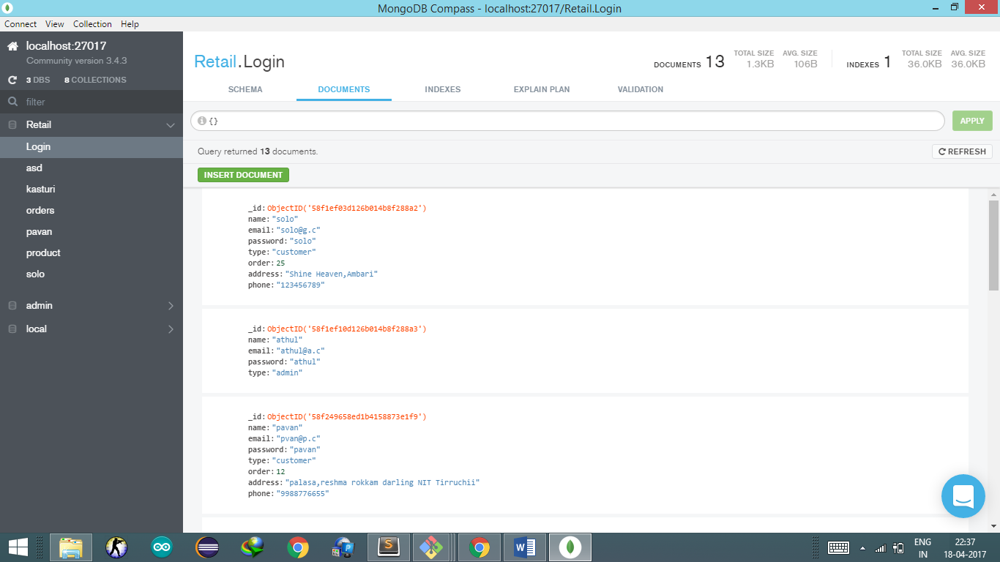 MongoDB Compass - localhost:27017/Retail.Login
Connect View Collection Help
localhost:27017
Community version 3.4.3
3 DBS 8 COLLECTIONS
filter
Retail
Login
asd
kasturi
orders
pavan
product
solo
admin
local
Retail.Login
DOCUMENTS 13 TOTAL SIZE 1.3KB AVG. SIZE 106B INDEXES 1 TOTAL SIZE 36.0KB AVG. SIZE 36.0KB
SCHEMA DOCUMENTS INDEXES EXPLAIN PLAN VALIDATION
{} APPLY
Query returned 13 documents. REFRESH
INSERT DOCUMENT
_id: ObjectID('58f1ef03d126b014b8f288a2')
name: "solo"
email: "solo@g.c"
password: "solo"
type: "customer"
order: 25
address: "Shine Heaven,Ambari"
phone: "123456789"
_id: ObjectID('58f1ef10d126b014b8f288a3')
name: "athul"
email: "athul@a.c"
password: "athul"
type: "admin"
_id: ObjectID('58f249658ed1b4158873e1f9')
name: "pavan"
email: "pvan@p.c"
password: "pavan"
type: "customer"
order: 12
address: "palasa,reshma rokkam darling NIT Tirruchii"
phone: "9988776655"
ENG 22:37
IN 18-04-2017